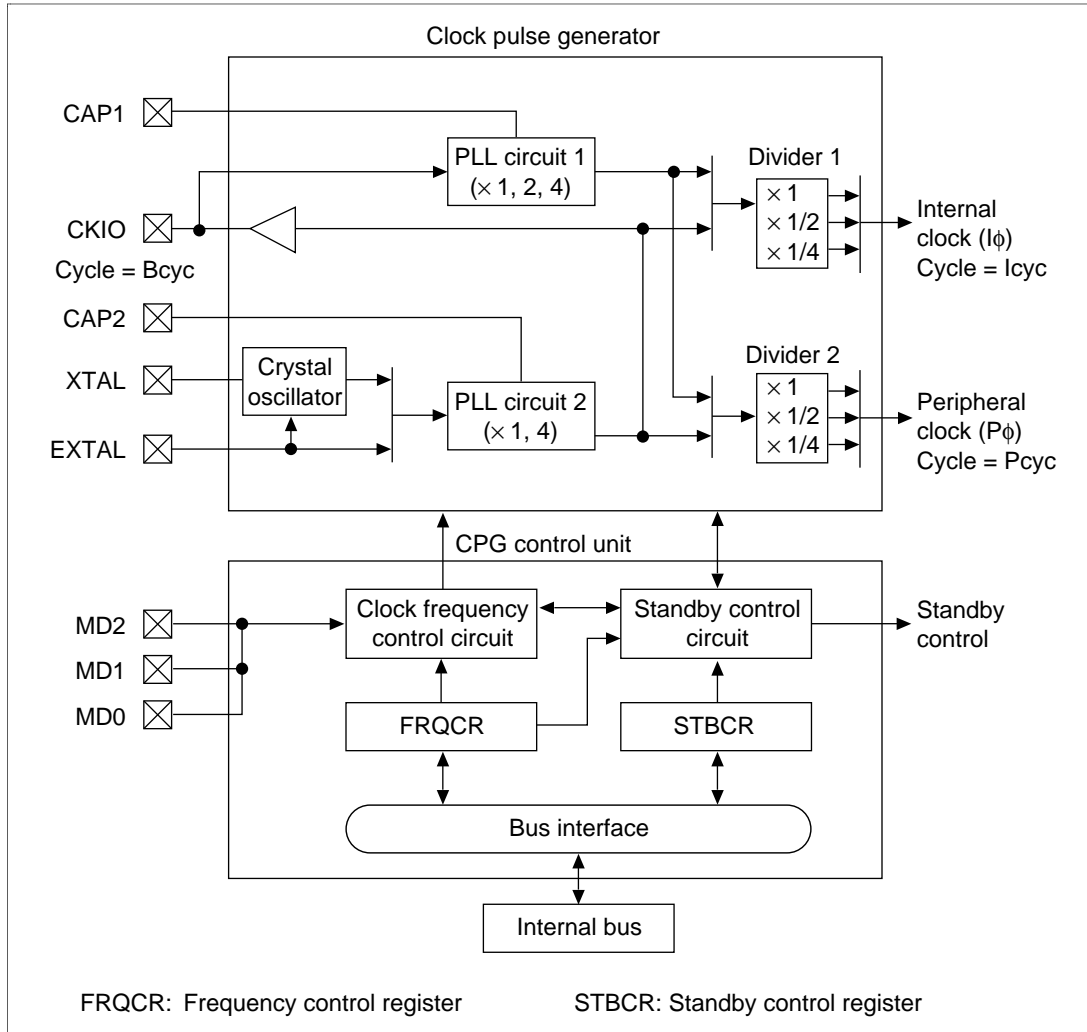 Clock pulse generator
CAP1
PLL circuit 1
(× 1, 2, 4)
Divider 1
× 1
× 1/2
× 1/4
CKIO
Cycle = Bcyc
Internal
clock (Iϕ)
Cycle = Icyc
CAP2
XTAL
Crystal
oscillator
EXTAL
PLL circuit 2
(× 1, 4)
Divider 2
× 1
× 1/2
× 1/4
Peripheral
clock (Pϕ)
Cycle = Pcyc
CPG control unit
MD2
MD1
MD0
Clock frequency
control circuit
Standby control
circuit
Standby
control
FRQCR
STBCR
Bus interface
Internal bus
FRQCR: Frequency control register
STBCR: Standby control register